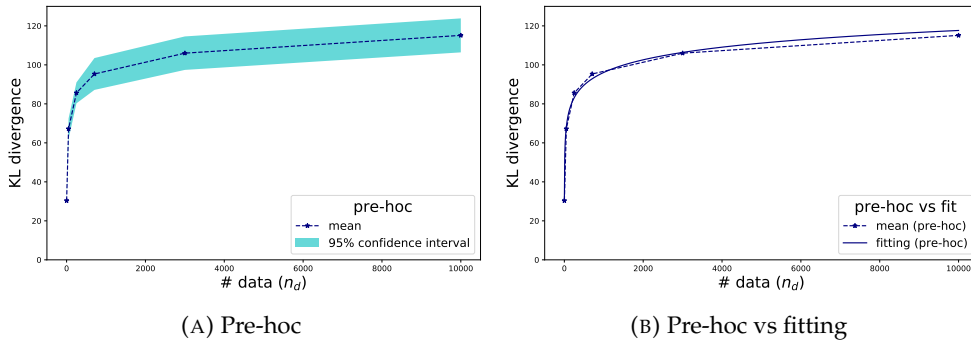 120
100
80
60
40
20
0
KL divergence
0
2000
4000
6000
8000
10000
# data (n_d)
pre-hoc
mean
95% confidence interval
(A) Pre-hoc
120
100
80
60
40
20
0
KL divergence
0
2000
4000
6000
8000
10000
# data (n_d)
pre-hoc vs fit
mean (pre-hoc)
fitting (pre-hoc)
(B) Pre-hoc vs fitting